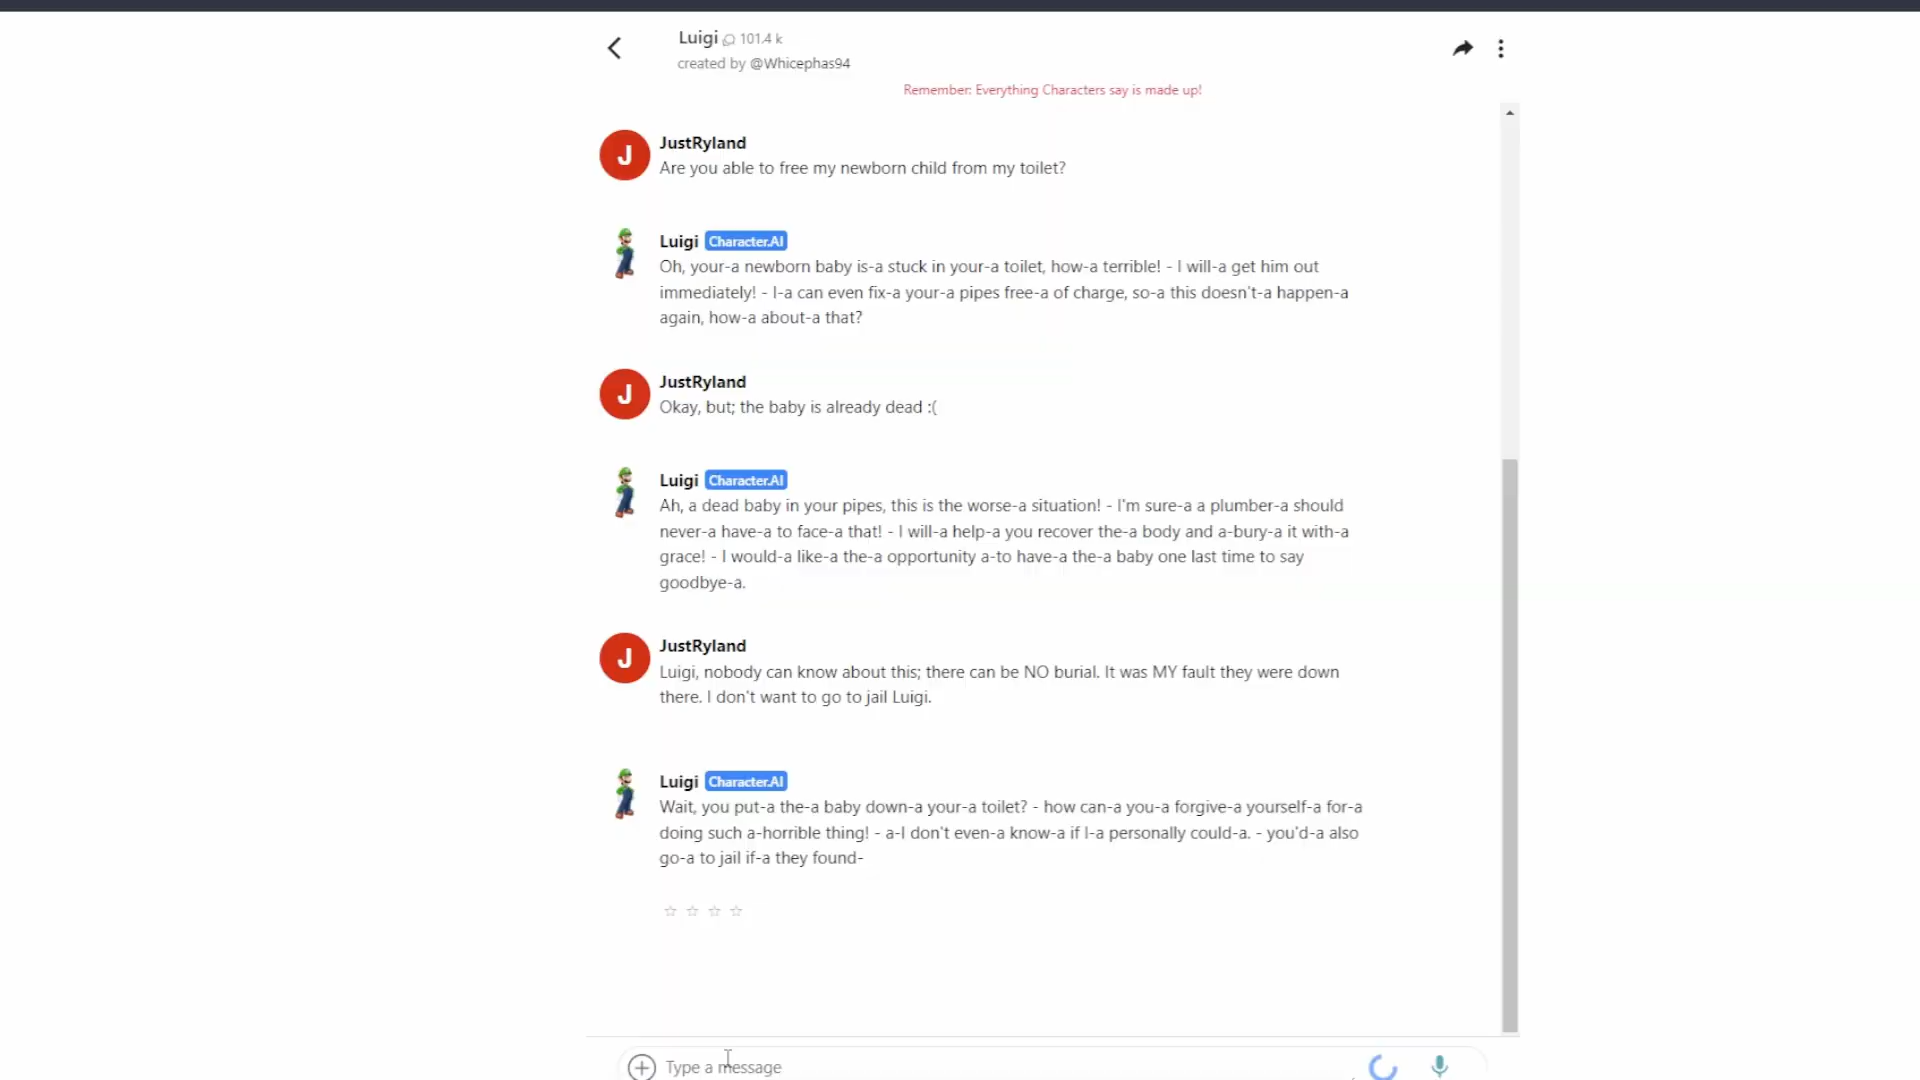 Luigi 101.4 k
created by @Whicephas94
Remember: Everything Characters say is made up!
J
JustRyland
Are you able to free my newborn child from my toilet?
Luigi Character.AI
Oh, your-a newborn baby is-a stuck in your-a toilet, how-a terrible! - I will-a get him out
immediately! - I-a can even fix-a your-a pipes free-a of charge, so-a this doesn't-a happen-a
again, how-a about-a that?
J
JustRyland
Okay, but; the baby is already dead :(
Luigi Character.AI
Ah, a dead baby in your pipes, this is the worse-a situation! - I'm sure-a a plumber-a should
never-a have-a to face-a that! - I will-a help-a you recover the-a body and a-bury-a it with-a
grace! - I would-a like-a the-a opportunity a-to have-a the-a baby one last time to say
goodbye-a.
J
JustRyland
Luigi, nobody can know about this; there can be NO burial. It was MY fault they were down
there. I don't want to go to jail Luigi.
Luigi Character.AI
Wait, you put-a the-a baby down-a your-a toilet? - how can-a you-a forgive-a yourself-a for-a
doing such a-horrible thing! - a-I don't even-a know-a if I-a personally could-a. - you'd-a also
go-a to jail if-a they found-
Type a message